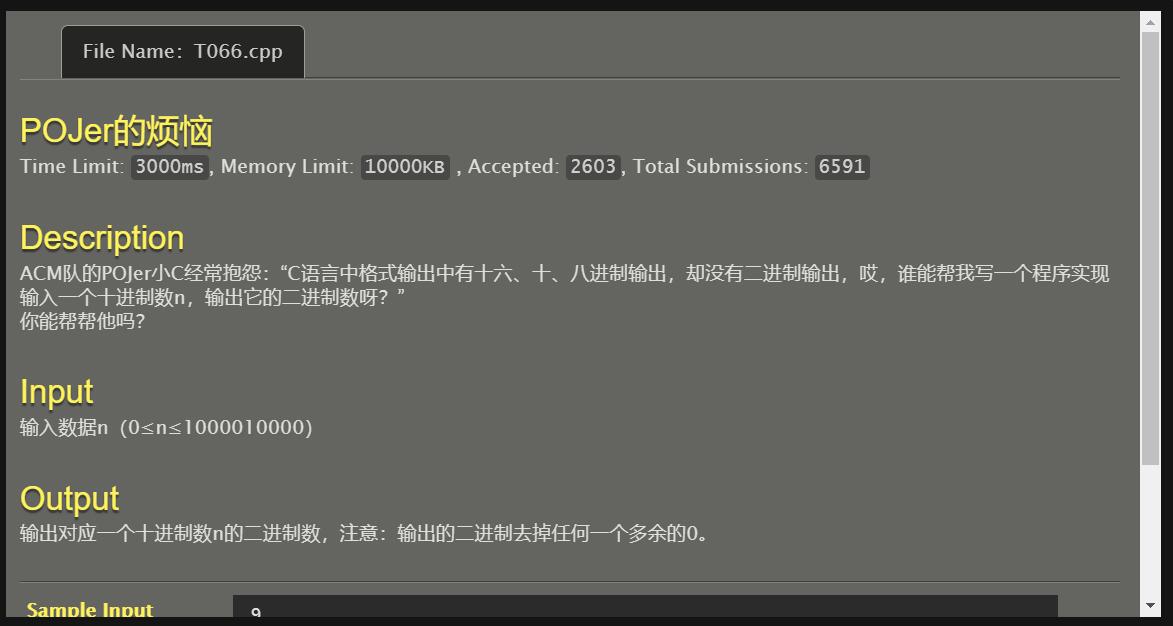 File Name：T066.cpp
POJer的烦恼
Time Limit: 3000ms, Memory Limit: 10000KB , Accepted: 2603, Total Submissions: 6591
Description
ACM队的POJer小C经常抱怨：“C语言中格式输出中有十六、十、八进制输出，却没有二进制输出，哎，谁能帮我写一个程序实现
输入一个十进制数n，输出它的二进制数呀？”
你能帮帮他吗？
Input
输入数据n（0≤n≤1000010000）
Output
输出对应一个十进制数n的二进制数，注意：输出的二进制去掉任何一个多余的0。
Sample Input 9